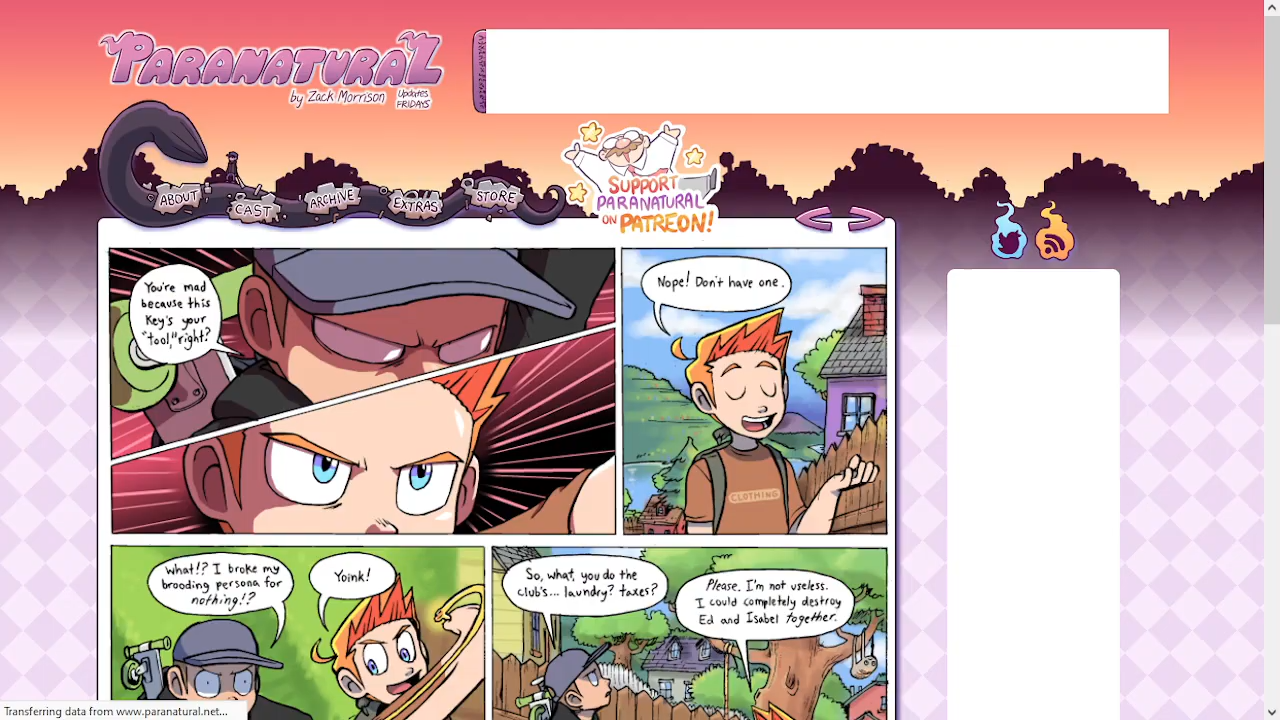 PARANATURAL
by Zack Morrison
Updates
FRIDAYS
ABOUT
CAST
ARCHIVE
EXTRAS
STORE
SUPPORT
PARANATURAL
ON PATREON!
You're mad
because this
Key's your
"tool," right?
Nope! Don't have one.
CLOTHING
What!? I broke my
brooding persona for
nothing!?
Yoink!
So, what, you do the
club's... laundry? taxes?
Please. I'm not useless.
I could completely destroy
Ed and Isabel together.
Transferring data from www.paranatural.net...